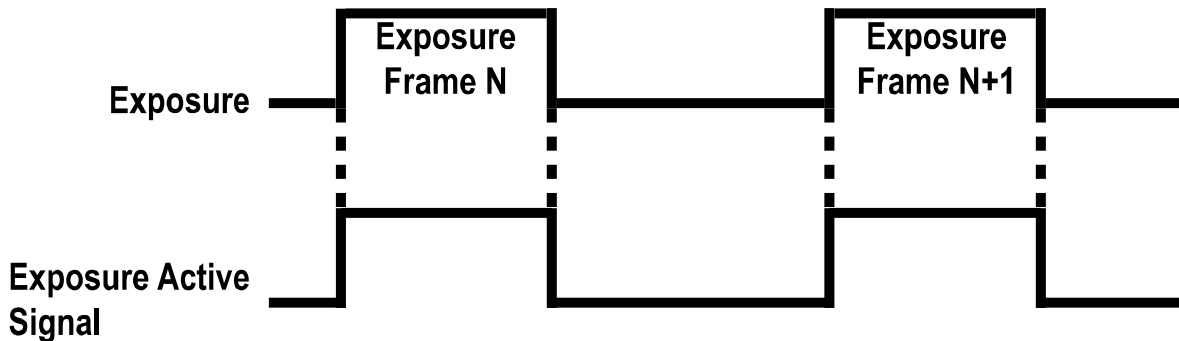 Exposure
Frame N
Exposure
Frame N+1
Exposure
Exposure Active
Signal